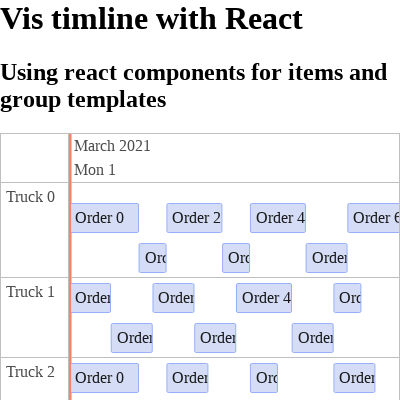 Vis timline with React
Using react components for items and
group templates
March 2021
Mon 1
Truck 0
Order 0 Order 2 Order 4 Order 6
Or Or Order
Truck 1
Order Order Order 4 Or
Order Order Order
Truck 2
Order 0 Order Or Order